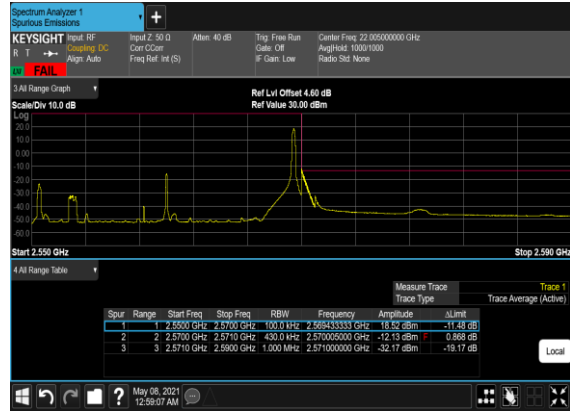 Spectrum Analyzer 1
Spurious Emissions
KEYSIGHT Input: RF Input Z: 50 Ω Atten: 40 dB Trig: Free Run Center Freq: 22.005000000 GHz
R T Coupling: DC Corr CCorr Gate: Off Avg|Hold: 1000/1000
Align: Auto Freq Ref: Int (S) IF Gain: Low Radio Std: None
LW FAIL
3 All Range Graph
Ref Lvl Offset 4.60 dB
Scale/Div 10.0 dB Ref Value 30.00 dBm
Log
20.0
10.0
0.00
-10.0
-20.0
-30.0
-40.0
-50.0
-60.0
Start 2.550 GHz Stop 2.590 GHz
4 All Range Table
Measure Trace Trace 1
Trace Type Trace Average (Active)
Spur Range Start Freq Stop Freq RBW Frequency Amplitude ΔLimit
1 1 2.5500 GHz 2.5700 GHz 100.0 kHz 2.569433333 GHz 18.52 dBm -11.48 dB
2 2 2.5700 GHz 2.5710 GHz 430.0 kHz 2.570005000 GHz -12.13 dBm F 0.868 dB
3 3 2.5710 GHz 2.5900 GHz 1.000 MHz 2.571000000 GHz -32.17 dBm -19.17 dB
Local
? May 08, 2021
12:59:07 AM